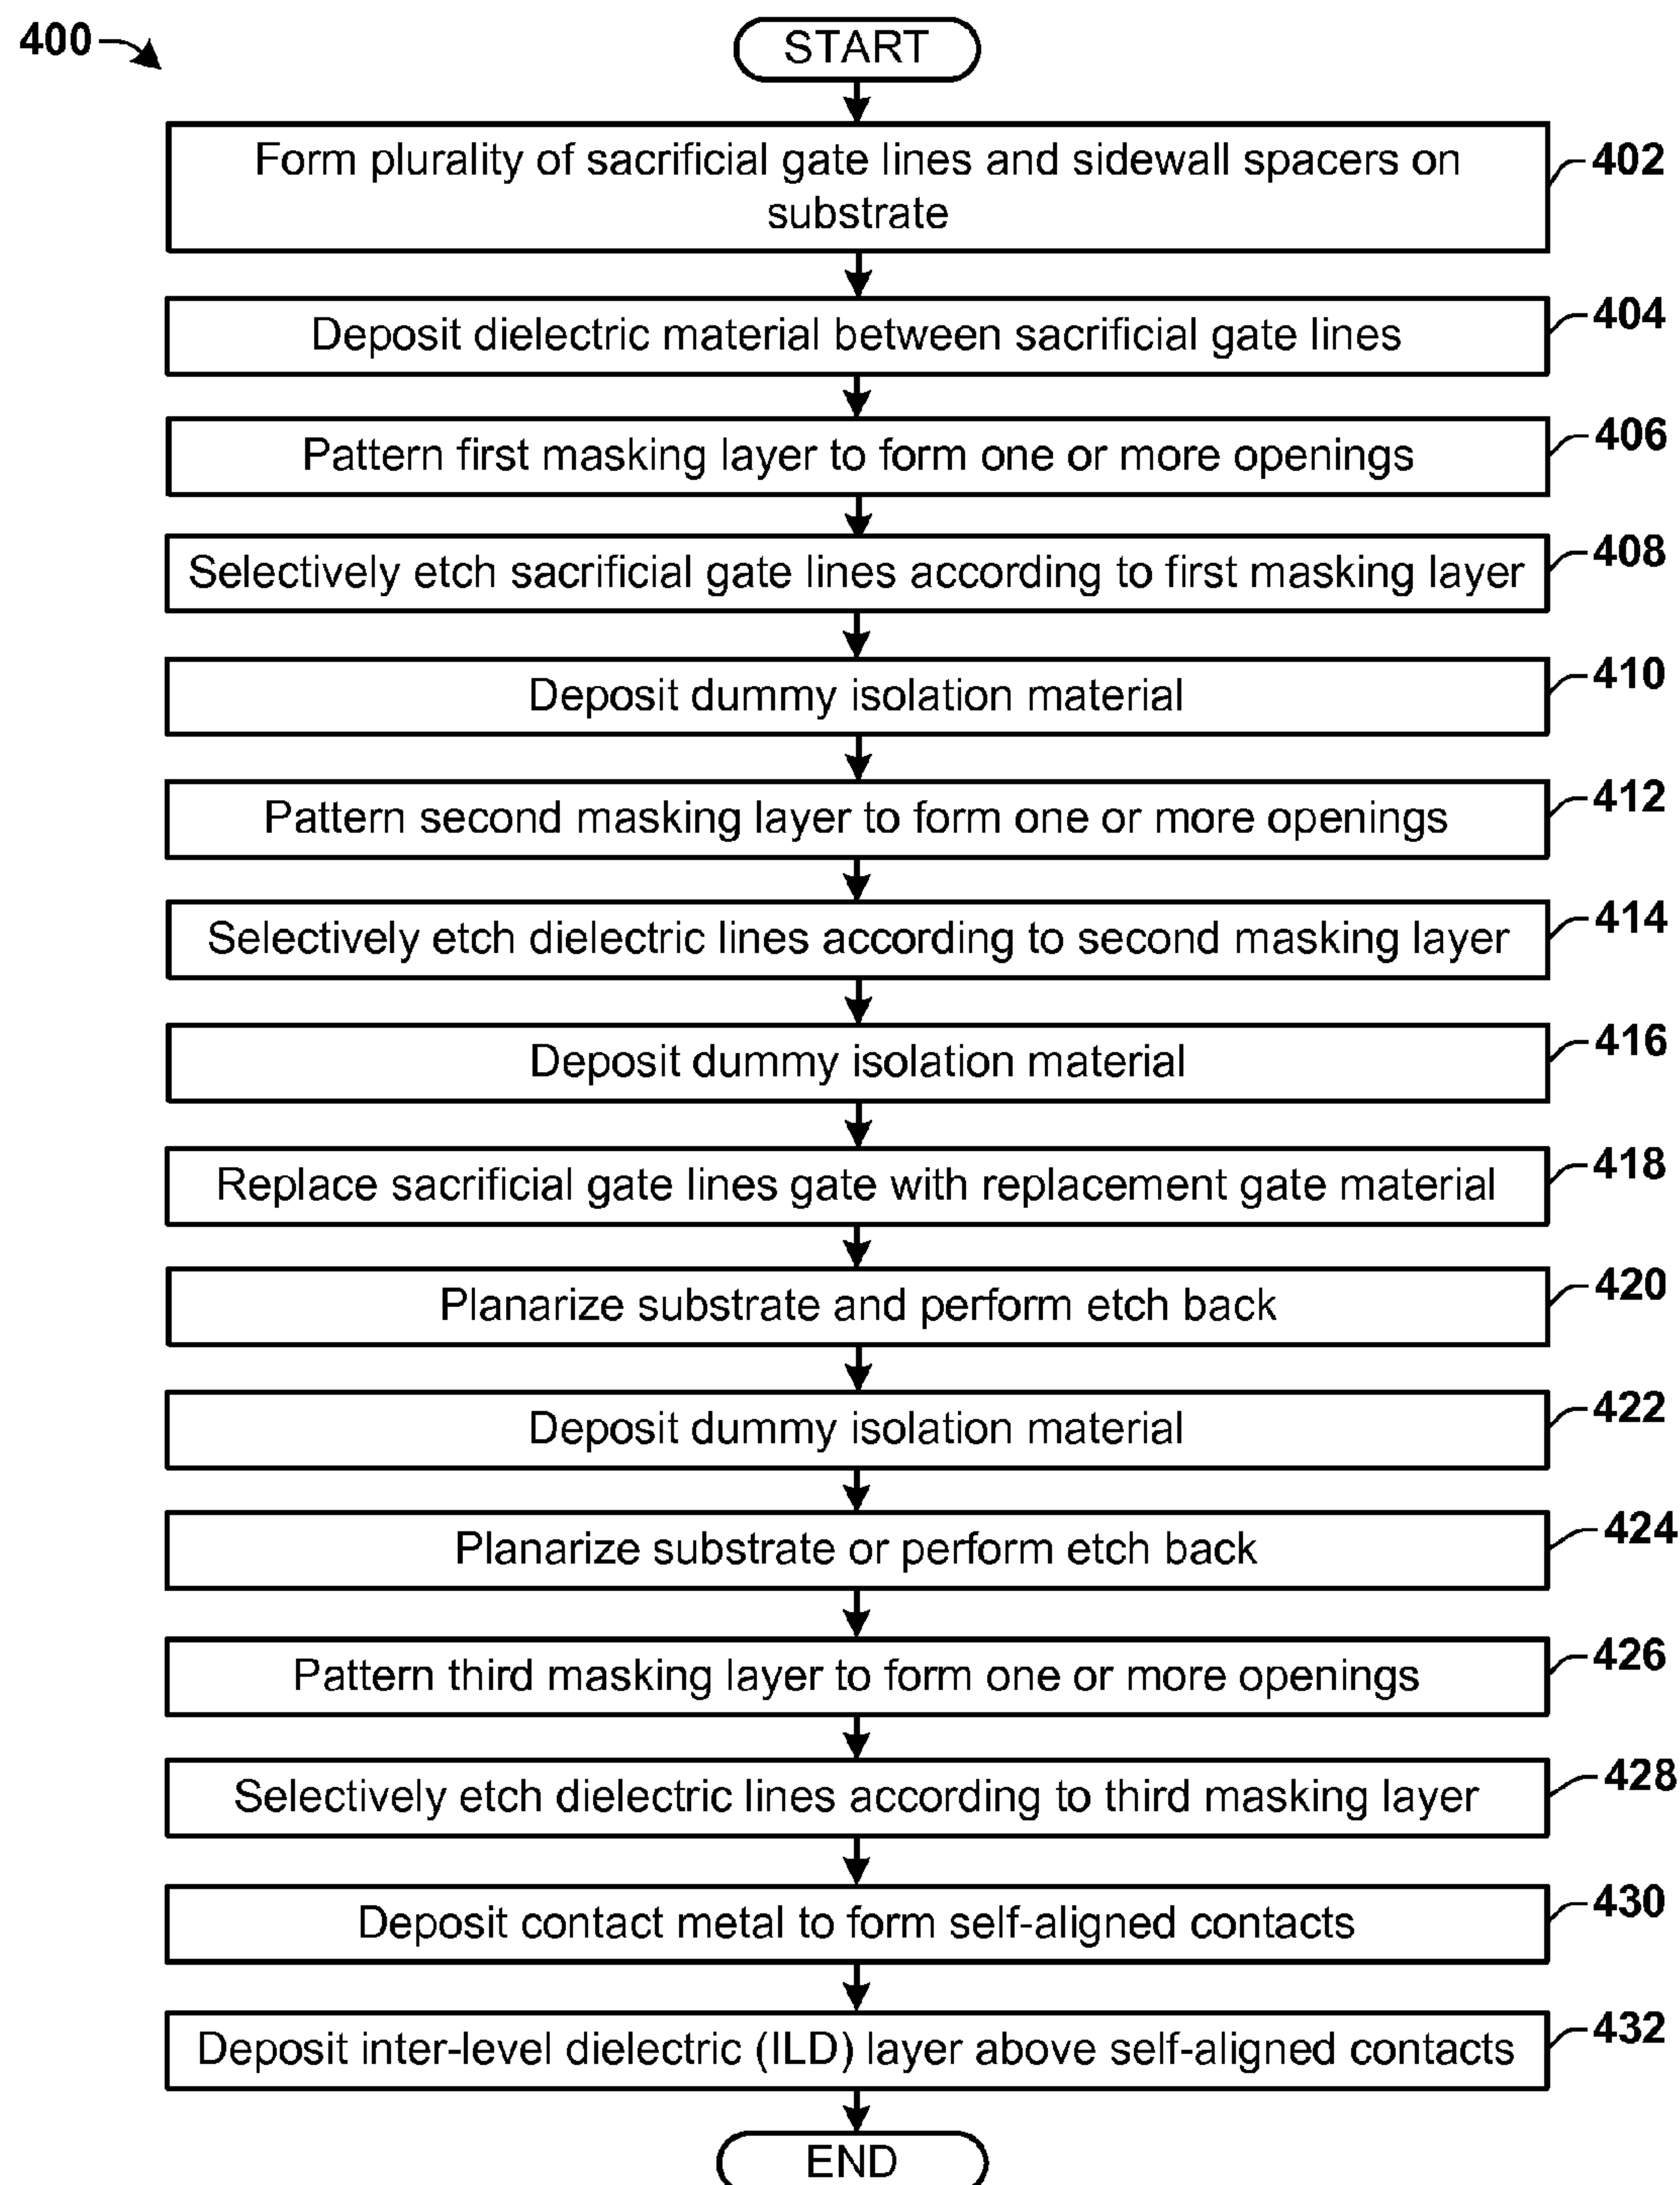 400
START
Form plurality of sacrificial gate lines and sidewall spacers on
substrate
402
Deposit dielectric material between sacrificial gate lines
404
Pattern first masking layer to form one or more openings
406
Selectively etch sacrificial gate lines according to first masking layer
408
Deposit dummy isolation material
410
Pattern second masking layer to form one or more openings
412
Selectively etch dielectric lines according to second masking layer
414
Deposit dummy isolation material
416
Replace sacrificial gate lines gate with replacement gate material
418
Planarize substrate and perform etch back
420
Deposit dummy isolation material
422
Planarize substrate or perform etch back
424
Pattern third masking layer to form one or more openings
426
Selectively etch dielectric lines according to third masking layer
428
Deposit contact metal to form self-aligned contacts
430
Deposit inter-level dielectric (ILD) layer above self-aligned contacts
432
END